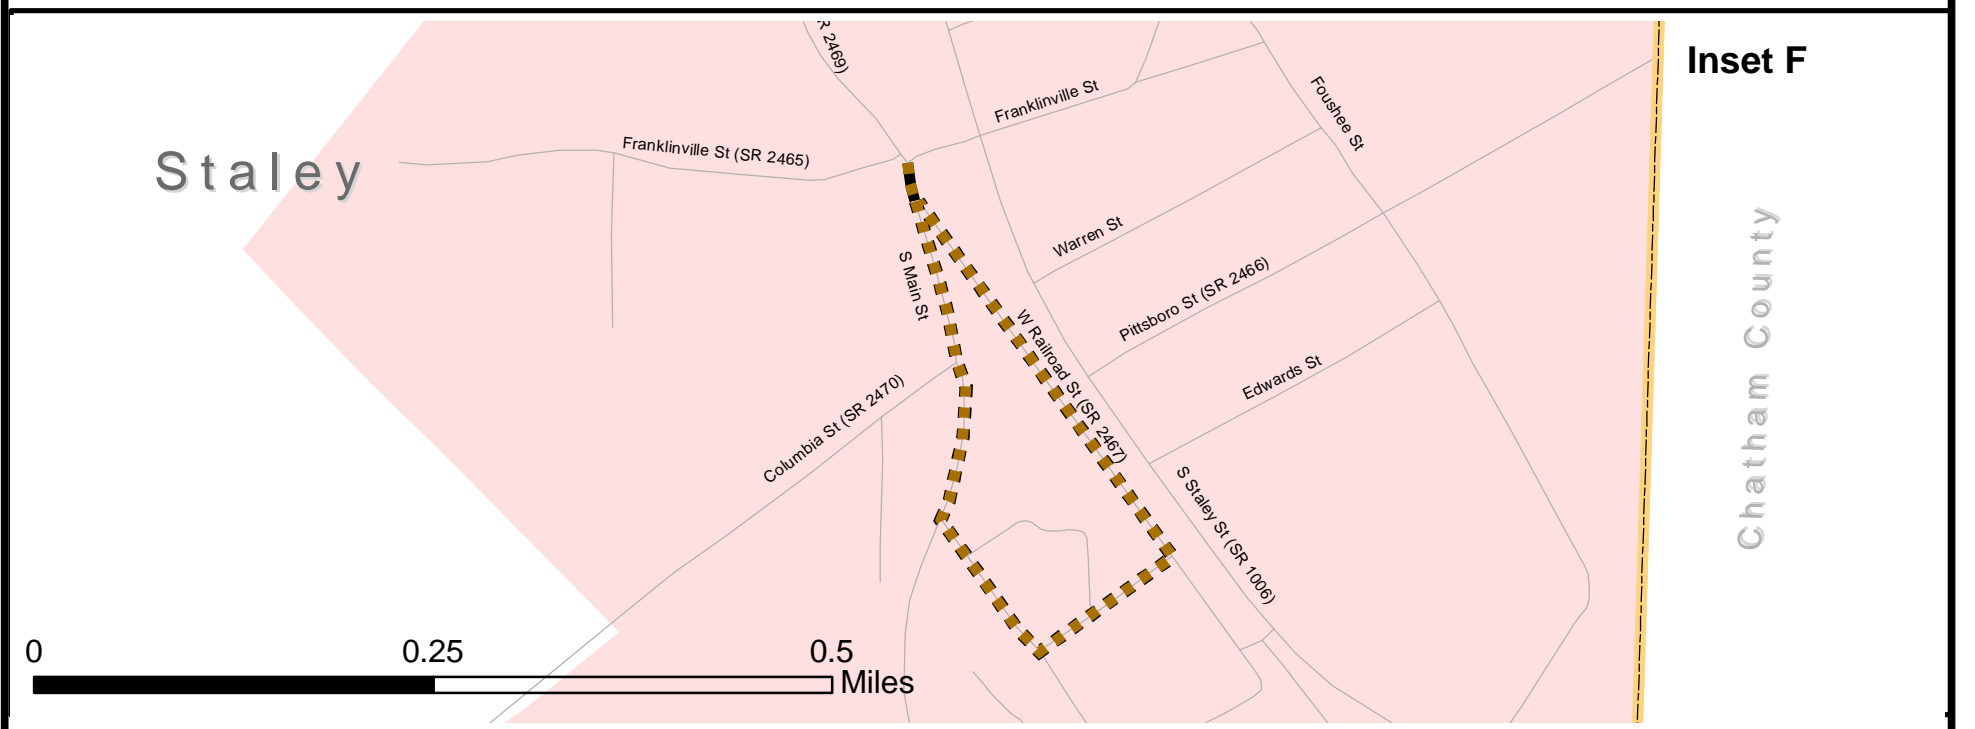 Inset F
R 2469)
Franklinville St
Foushee St
Staley
Franklinville St (SR 2465)
Warren St
S Main St
Pittsboro St (SR 2466)
Chatham County
W Railroad St (SR 2467)
Edwards St
Columbia St (SR 2470)
S Staley St (SR 1006)
0 0.25 0.5
Miles